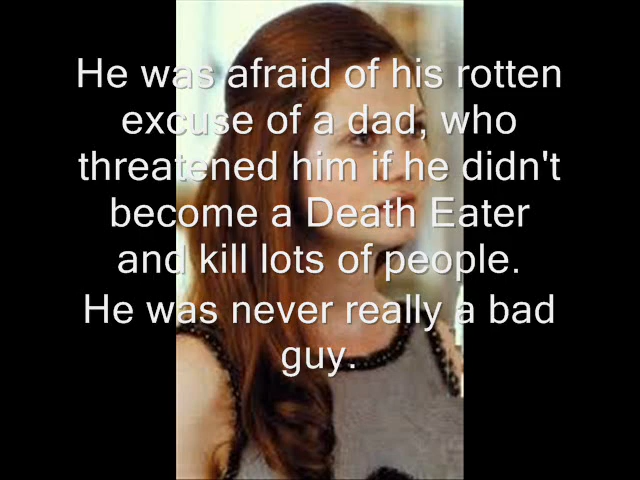 He was afraid of his rotten
excuse of a dad, who
threatened him if he didn't
become a Death Eater
and kill lots of people.
He was never really a bad
guy.